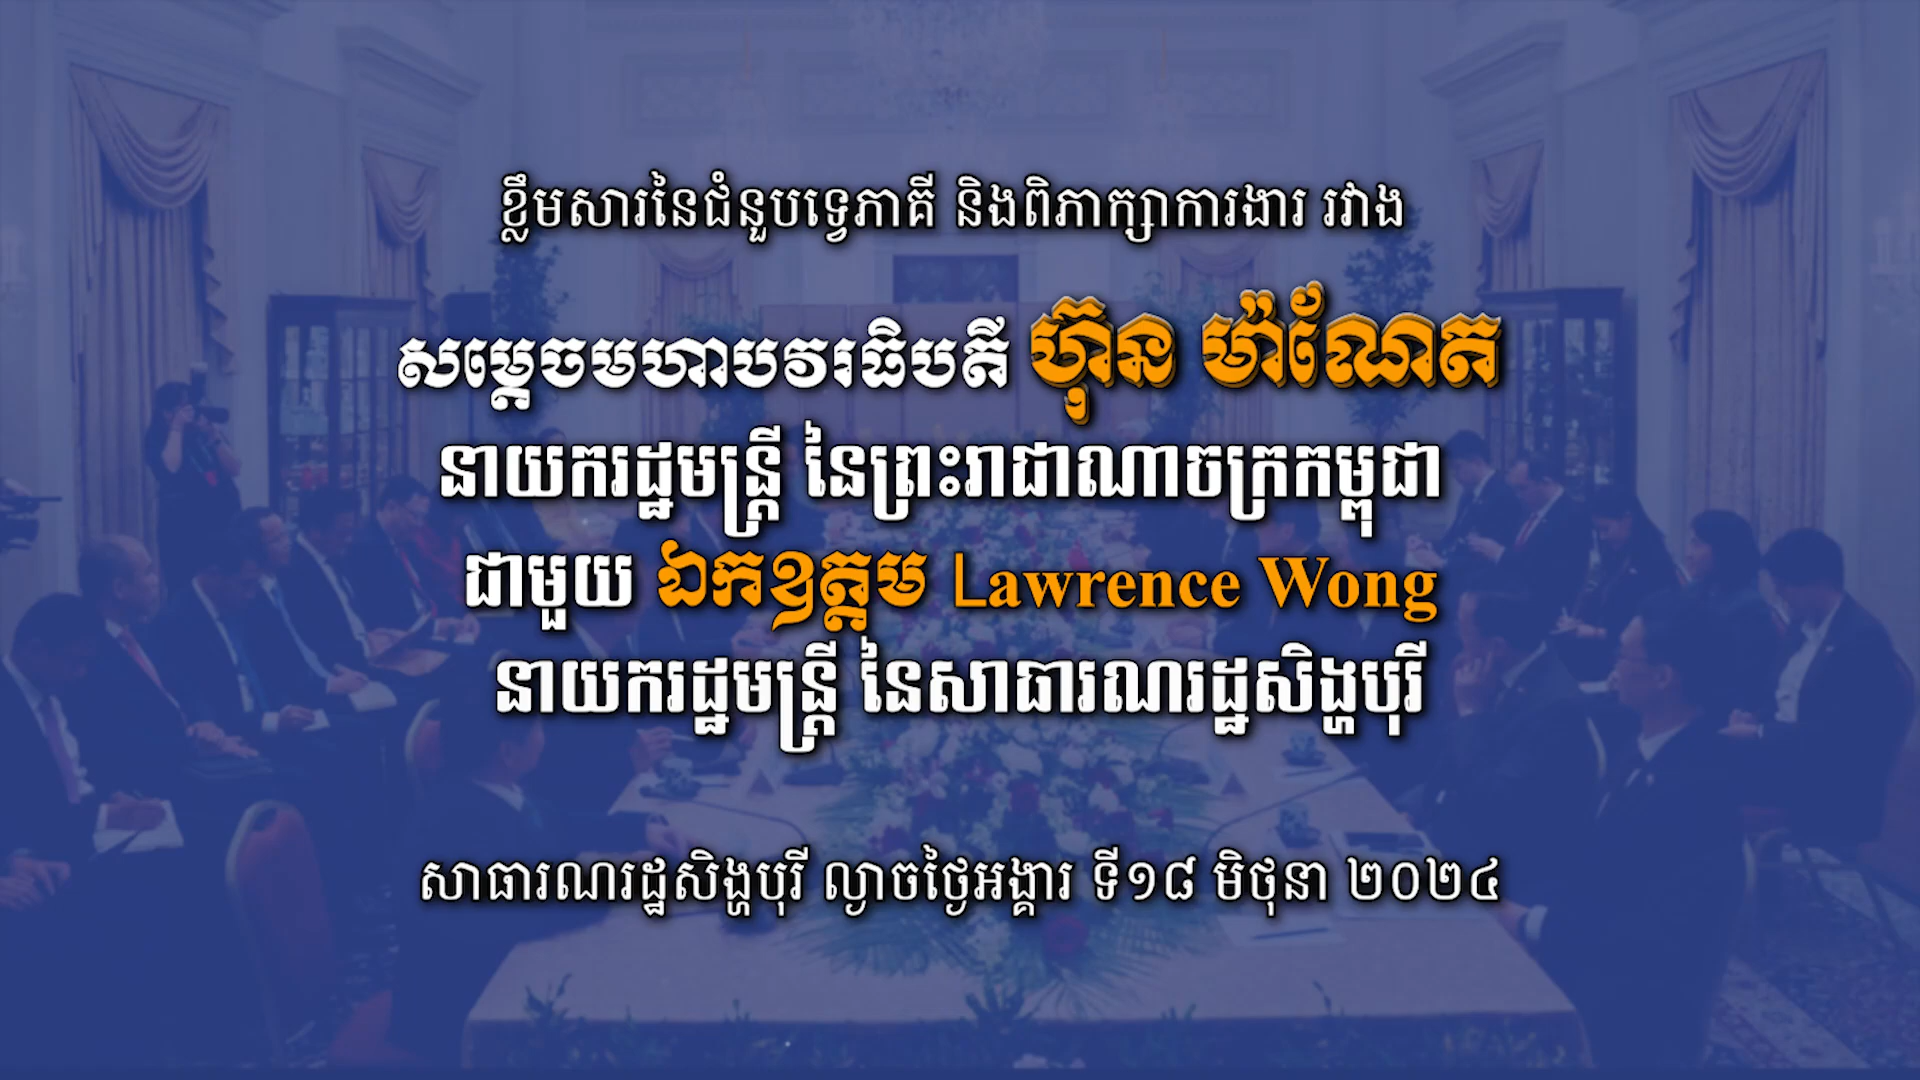 ខ្លឹមសារនៃជំនួបទ្វេភាគី និងពិភាក្សាការងារ រវាង
សម្តេចមហាបវរធិបតី ហ៊ុន ម៉ាណែត
នាយករដ្ឋមន្ត្រី នៃព្រះរាជាណាចក្រកម្ពុជា
ជាមួយ ឯកឧត្តម Lawrence Wong
នាយករដ្ឋមន្ត្រី នៃសាធារណរដ្ឋសិង្ហបុរី
សាធារណរដ្ឋសិង្ហបុរី ល្ងាចថ្ងៃអង្គារ ទី១៨ មិថុនា ២០២៤